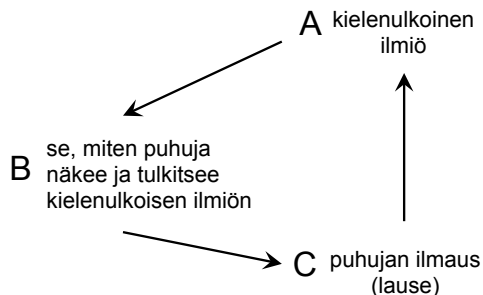 A kielenulkoinen
ilmiö
B se, miten puhuja
näkee ja tulkitsee
kielenulkoisen ilmiön
C puhujan ilmaus
(lause)